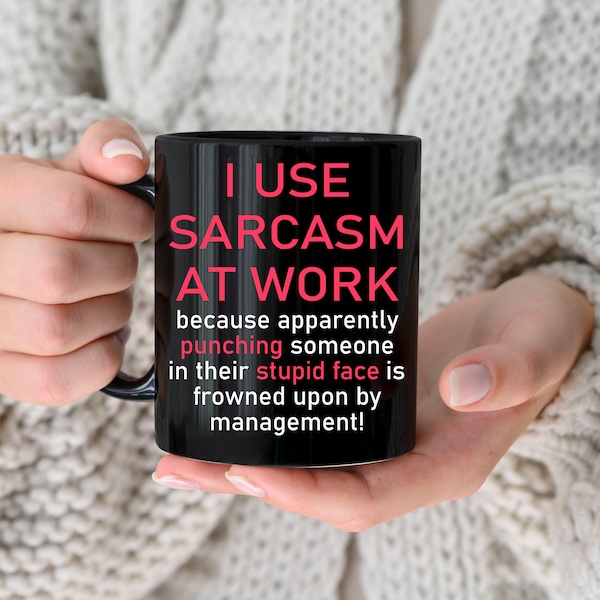 I USE
SARCASM
AT WORK
because apparently
punching someone
in their stupid face is
frowned upon by
management!